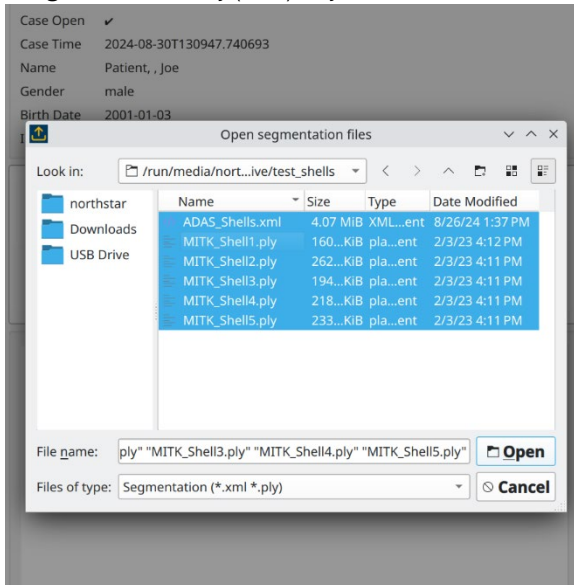 Case Open ✔
Case Time 2024-08-30T130947.740693
Name Patient, , Joe
Gender male
Birth Date 2001-01-03
Open segmentation files
Look in: /run/media/nort...ive/test_shells
northstar
Downloads
USB Drive
Name Size Type Date Modified
ADAS_Shells.xml 4.07 MiB XML...ent 8/26/24 1:37 PM
MITK_Shell1.ply 160...KiB pla...ent 2/3/23 4:12 PM
MITK_Shell2.ply 262...KiB pla...ent 2/3/23 4:11 PM
MITK_Shell3.ply 194...KiB pla...ent 2/3/23 4:11 PM
MITK_Shell4.ply 218...KiB pla...ent 2/3/23 4:11 PM
MITK_Shell5.ply 233...KiB pla...ent 2/3/23 4:11 PM
File name: ply" "MITK_Shell3.ply" "MITK_Shell4.ply" "MITK_Shell5.ply" Open
Files of type: Segmentation (*.xml *.ply) Cancel